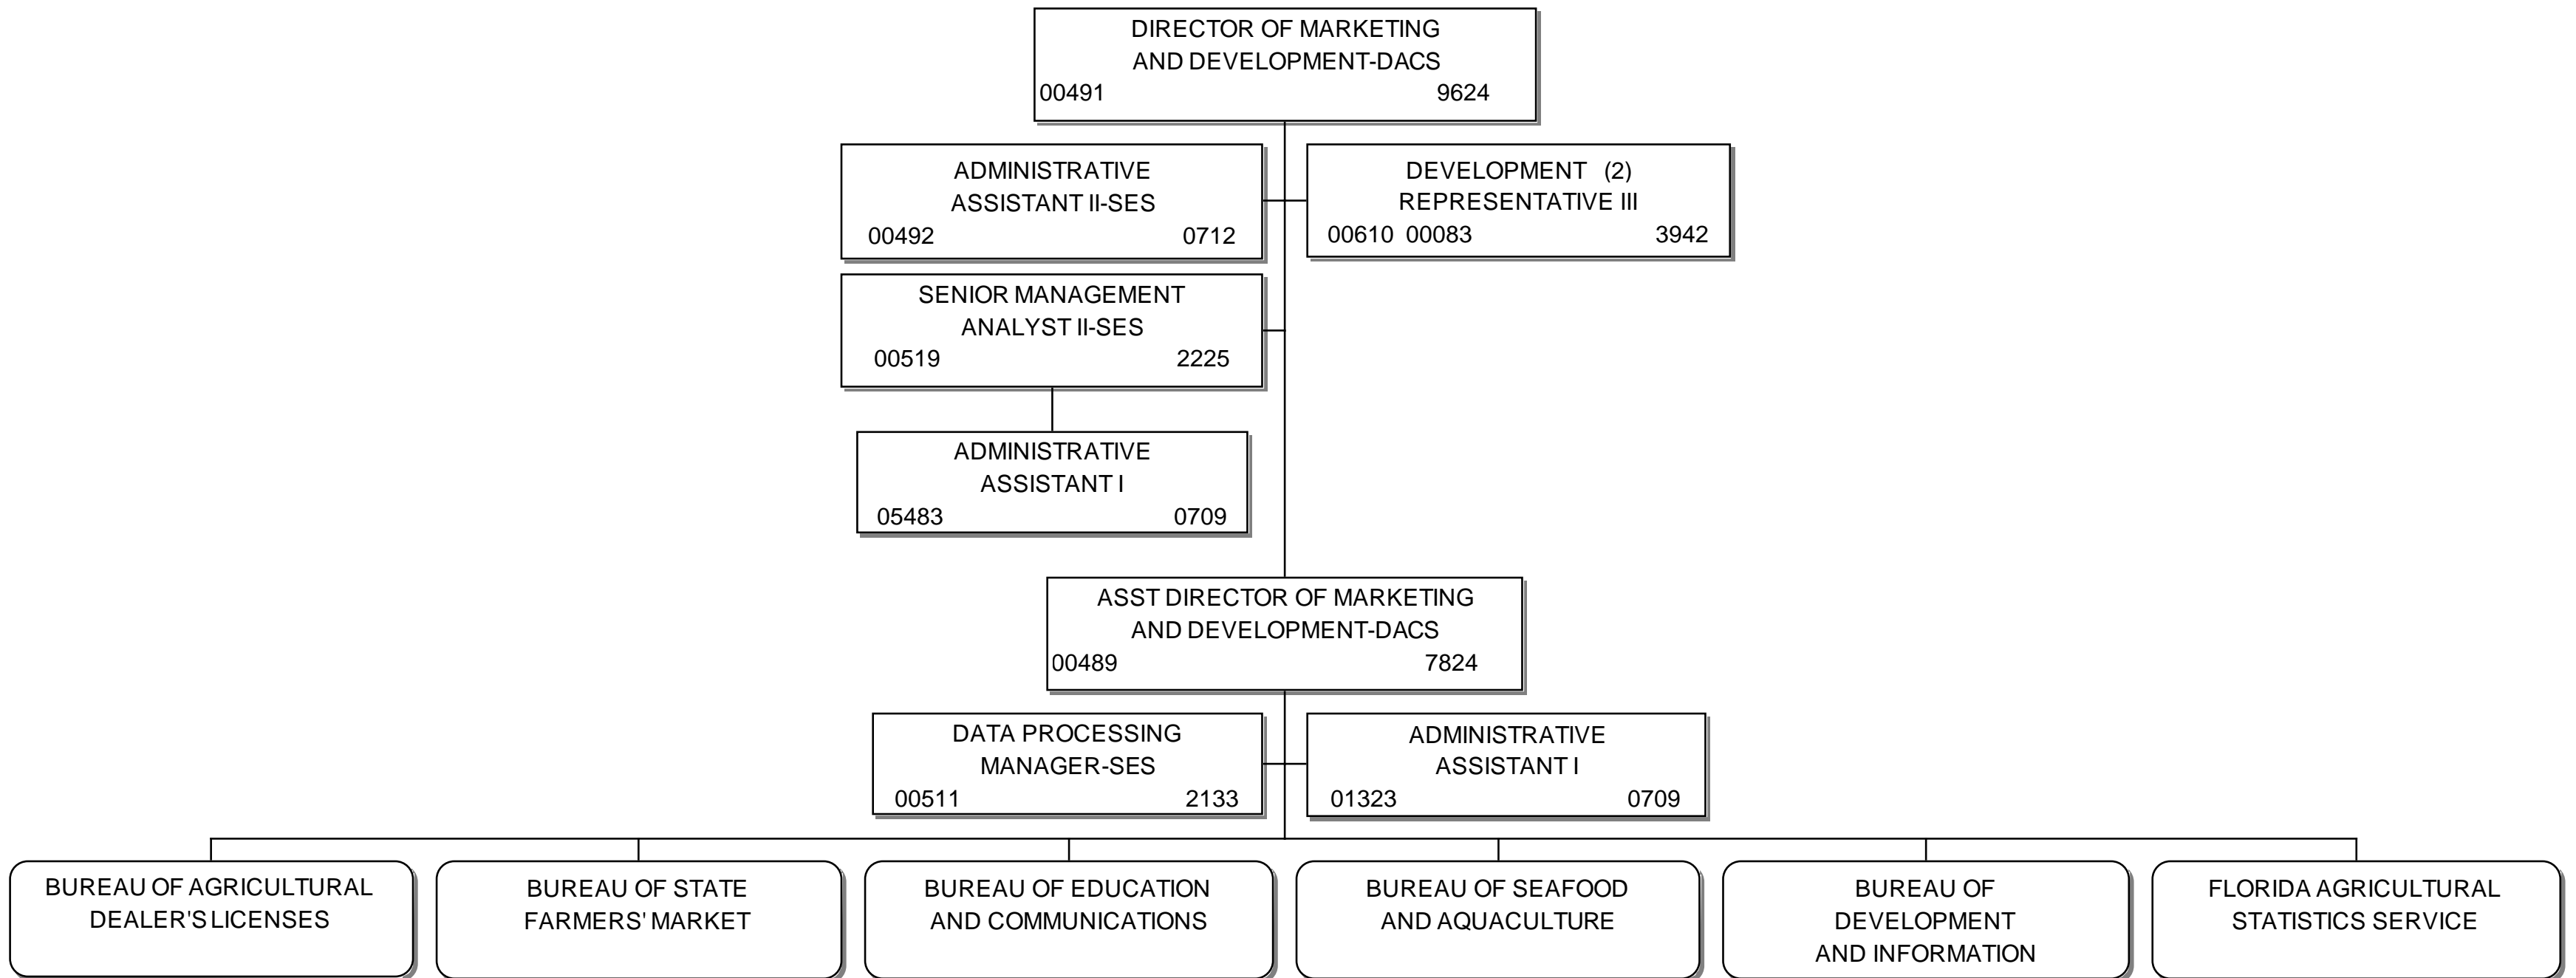 DIRECTOR OF MARKETING
AND DEVELOPMENT-DACS
00491 9624
ADMINISTRATIVE
ASSISTANT II-SES
00492 0712
DEVELOPMENT (2)
REPRESENTATIVE III
00610 00083 3942
SENIOR MANAGEMENT
ANALYST II-SES
00519 2225
ADMINISTRATIVE
ASSISTANT I
05483 0709
ASST DIRECTOR OF MARKETING
AND DEVELOPMENT-DACS
00489 7824
DATA PROCESSING
MANAGER-SES
00511 2133
ADMINISTRATIVE
ASSISTANT I
01323 0709
BUREAU OF AGRICULTURAL
DEALER'S LICENSES
BUREAU OF STATE
FARMERS' MARKET
BUREAU OF EDUCATION
AND COMMUNICATIONS
BUREAU OF SEAFOOD
AND AQUACULTURE
BUREAU OF
DEVELOPMENT
AND INFORMATION
FLORIDA AGRICULTURAL
STATISTICS SERVICE